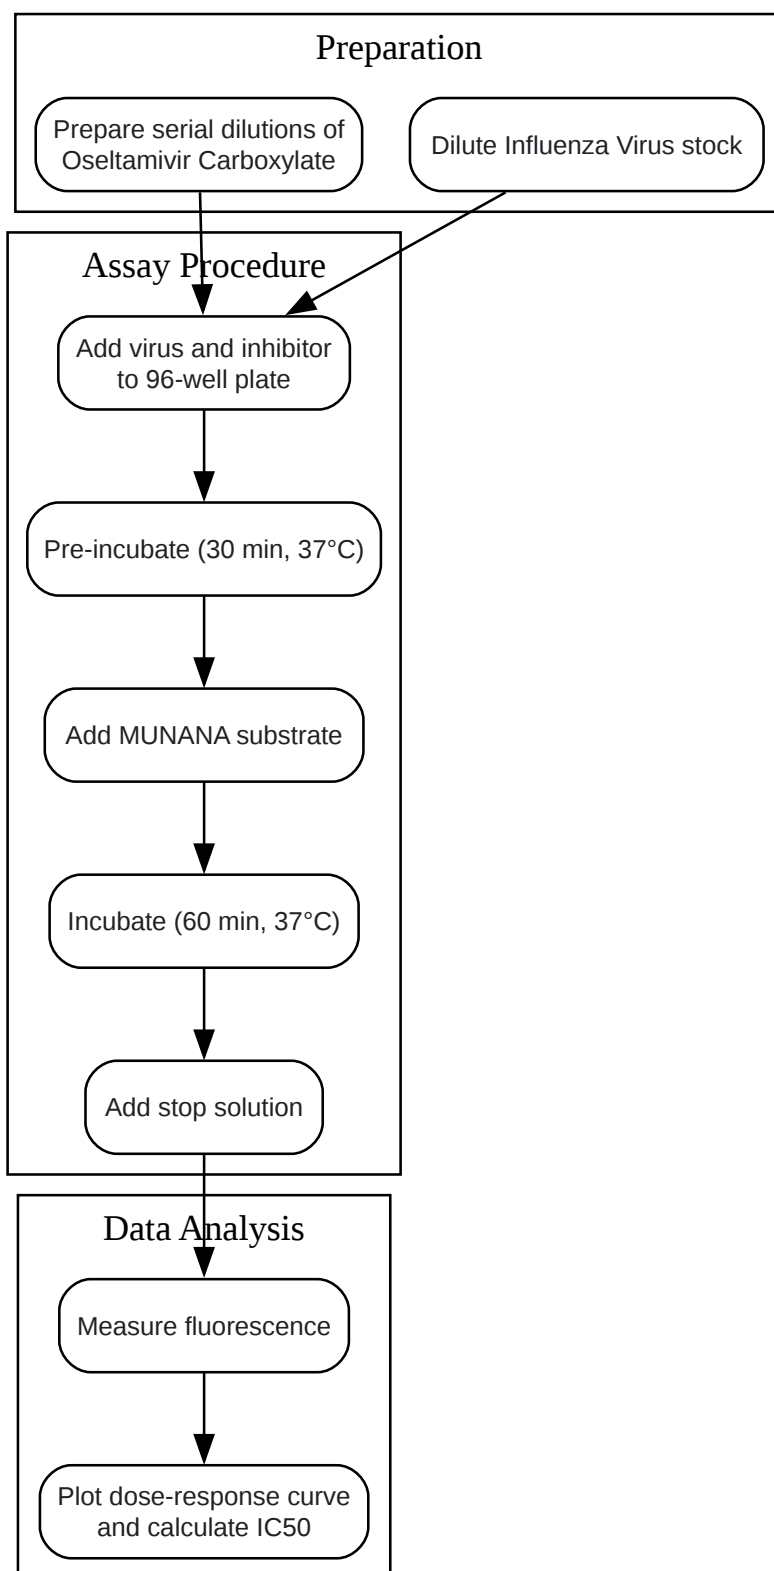 Preparation
Prepare serial dilutions of
Oseltamivir Carboxylate
Dilute Influenza Virus stock
Assay Procedure
Add virus and inhibitor
to 96-well plate
Pre-incubate (30 min, 37°C)
Add MUNANA substrate
Incubate (60 min, 37°C)
Add stop solution
Data Analysis
Measure fluorescence
Plot dose-response curve
and calculate IC50